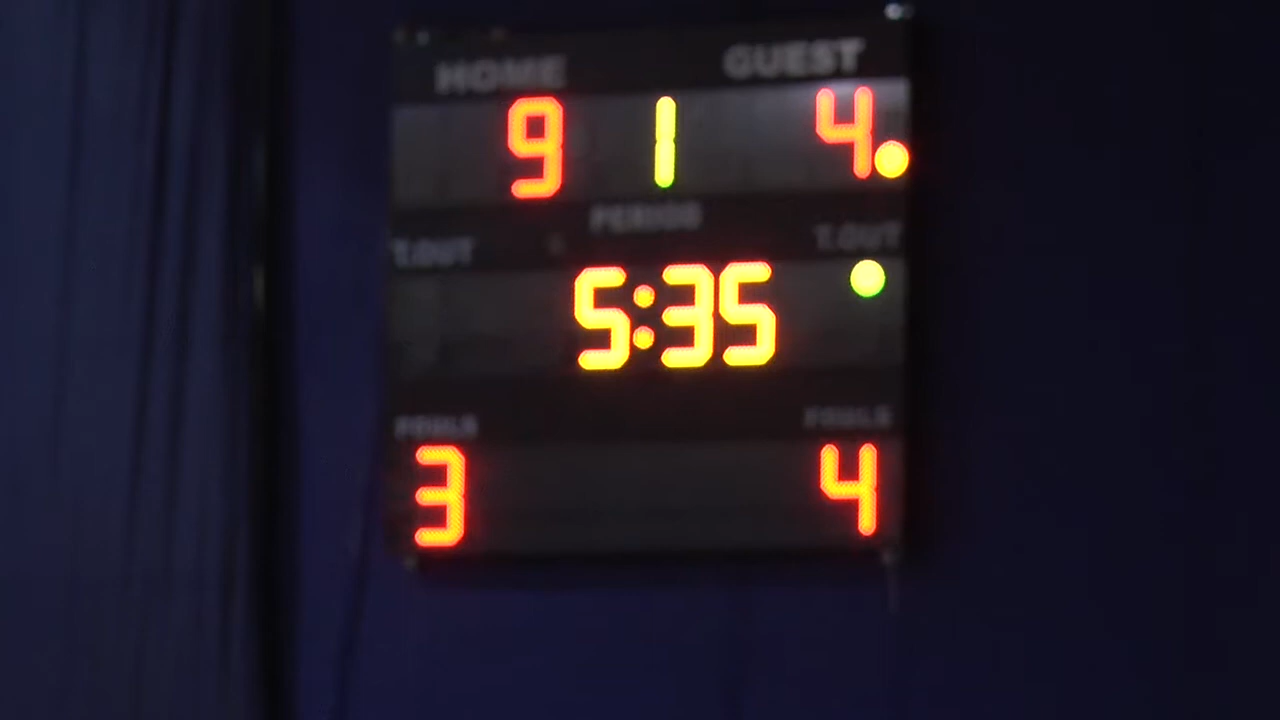 HOME GUEST
9 1 4
PERIOD
T.OUT T.OUT
5:35
FOULS FOULS
3 4